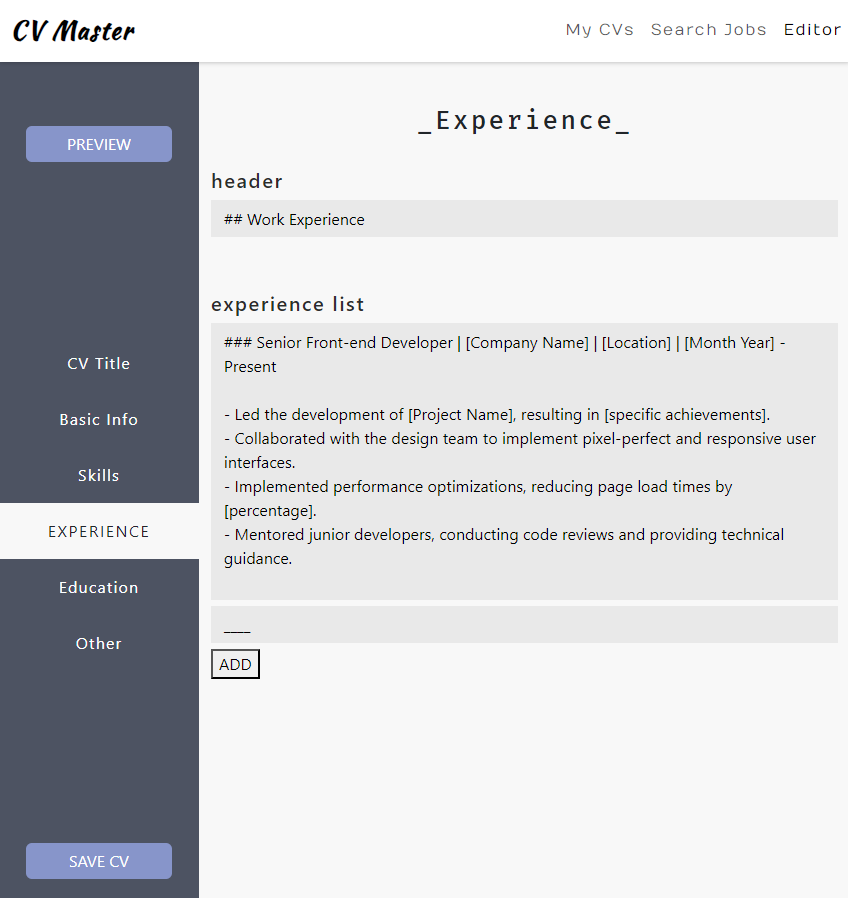 CV Master
My CVs Search Jobs Editor
PREVIEW
CV Title
Basic Info
Skills
EXPERIENCE
Education
Other
SAVE CV
_Experience_
header
## Work Experience
experience list
### Senior Front-end Developer | [Company Name] | [Location] | [Month Year] -
Present
- Led the development of [Project Name], resulting in [specific achievements].
- Collaborated with the design team to implement pixel-perfect and responsive user
interfaces.
- Implemented performance optimizations, reducing page load times by
[percentage].
- Mentored junior developers, conducting code reviews and providing technical
guidance.
____
ADD